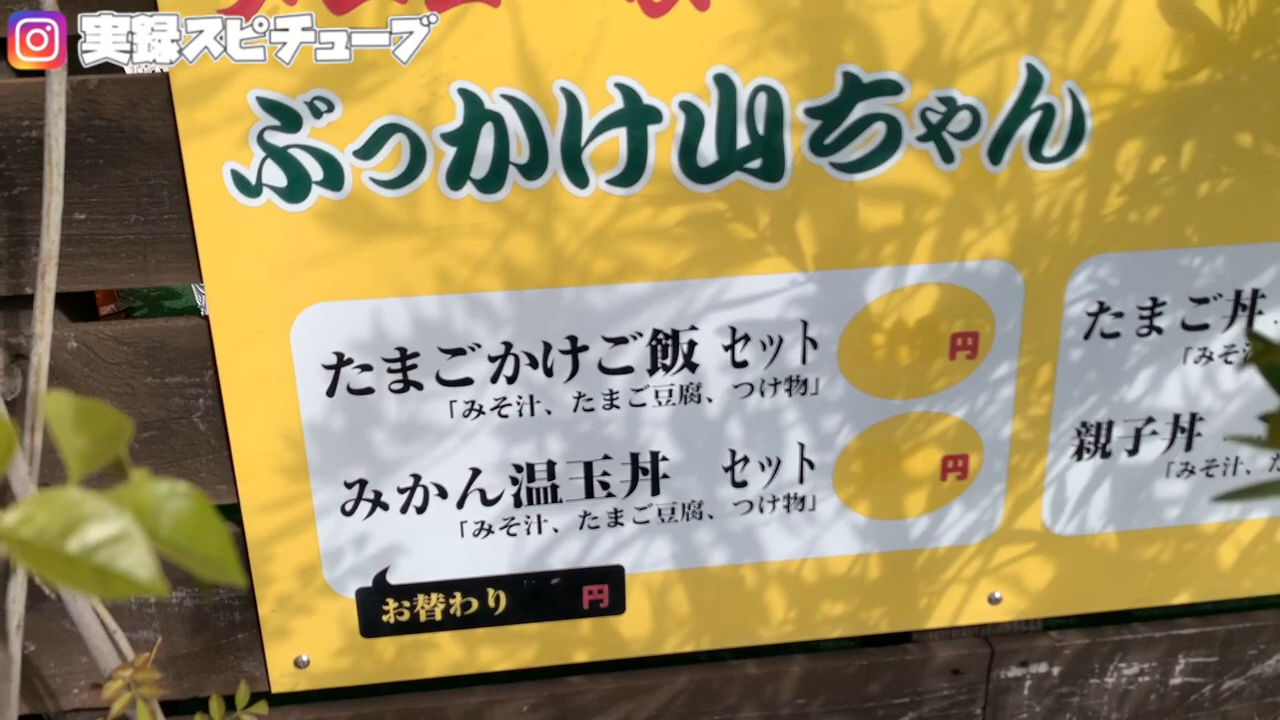 実録スピチューブ
ぶっかけ山ちゃん
たまごかけご飯 セット 円
「みそ汁、たまご豆腐、つけ物」
みかん温玉丼 セット 円
「みそ汁、たまご豆腐、つけ物」
お替わり 円
たまご丼
「みそ
親子丼
「みそ汁、た